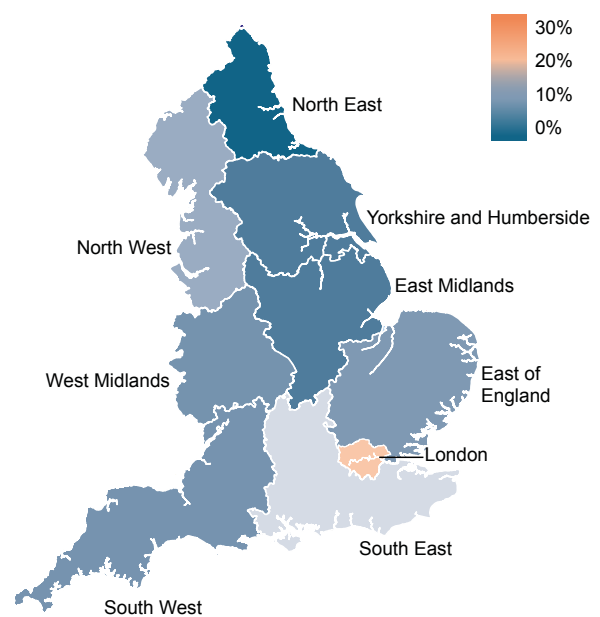 30%
20%
10%
0%
North East
Yorkshire and Humberside
North West
East Midlands
West Midlands
East of
England
London
South East
South West